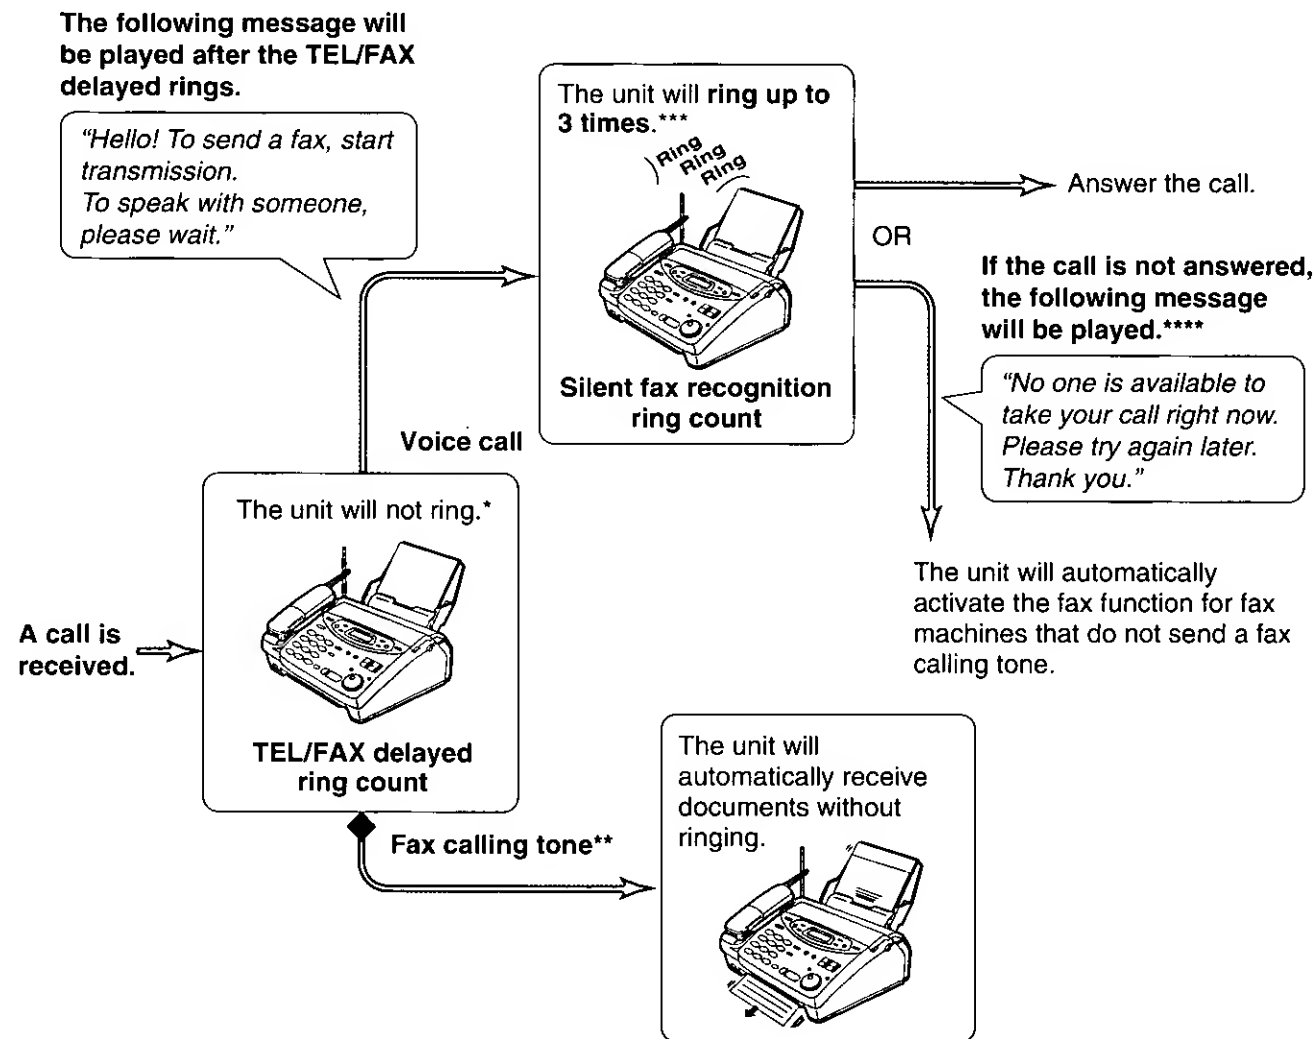 The following message will
be played after the TEL/FAX
delayed rings.
"Hello! To send a fax, start
transmission.
To speak with someone,
please wait."
The unit will ring up to
3 times.***
Ring
Ring
Ring
Silent fax recognition
ring count
Answer the call.
OR
If the call is not answered,
the following message
will be played.****
"No one is available to
take your call right now.
Please try again later.
Thank you."
The unit will automatically
activate the fax function for fax
machines that do not send a fax
calling tone.
Voice call
The unit will not ring.*
A call is
received.
TEL/FAX delayed
ring count
Fax calling tone**
The unit will
automatically receive
documents without
ringing.